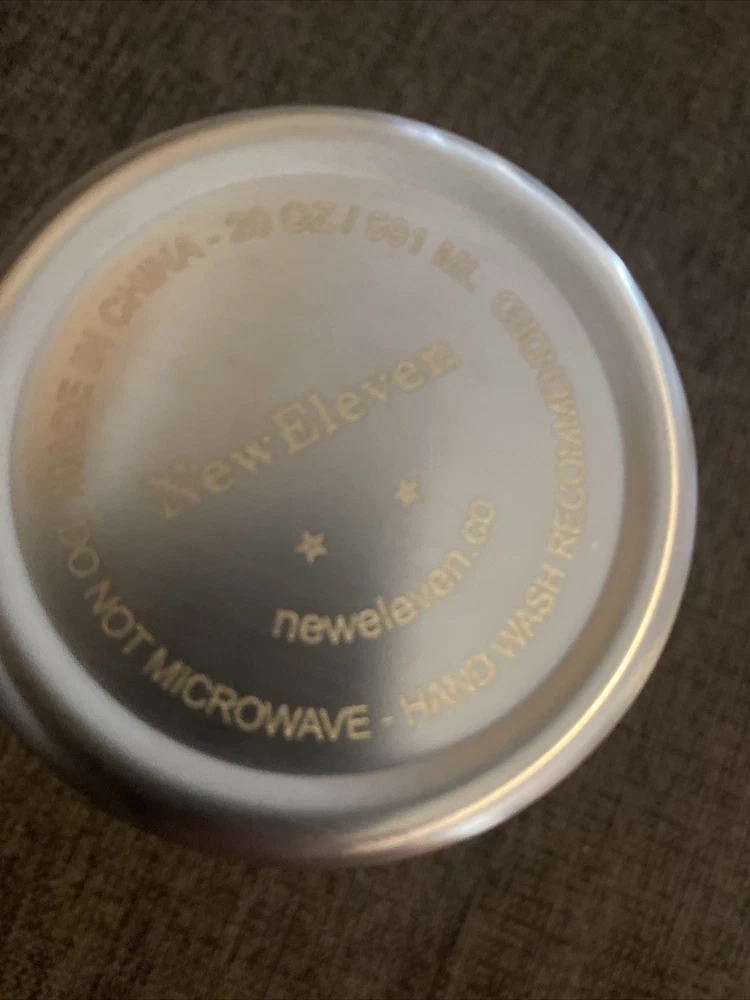 MADE IN CHINA - 20 OZ / 591 ML
NewEleven
neweleven.co
DO NOT MICROWAVE - HAND WASH RECOMMENDED